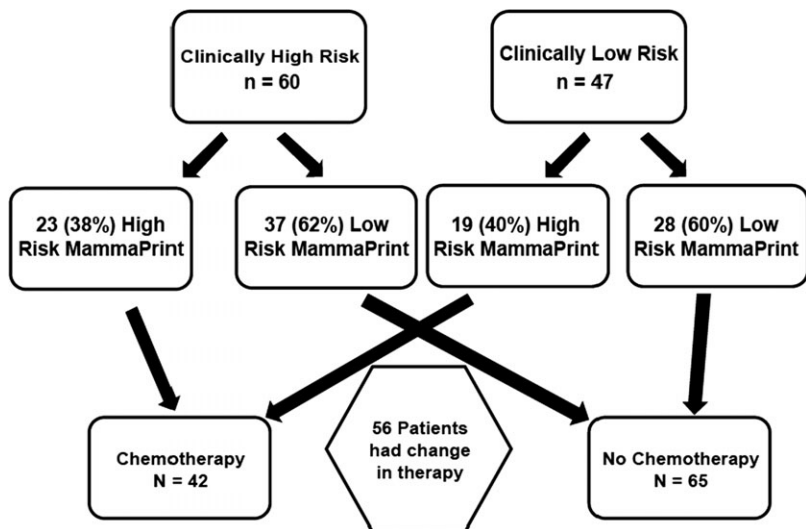 Clinically High Risk
n = 60
Clinically Low Risk
n = 47
23 (38%) High
Risk MammaPrint
37 (62%) Low
Risk MammaPrint
19 (40%) High
Risk MammaPrint
28 (60%) Low
Risk MammaPrint
Chemotherapy
N = 42
56 Patients
had change
in therapy
No Chemotherapy
N = 65